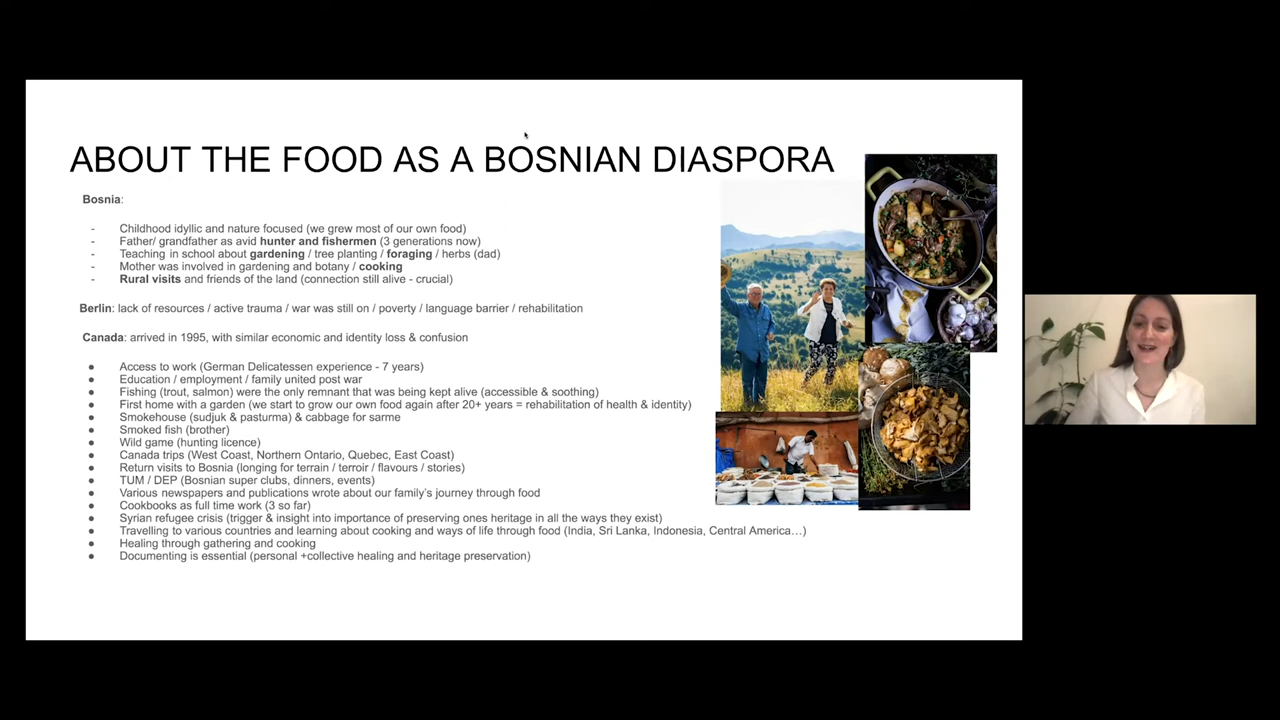 ABOUT THE FOOD AS A BOSNIAN DIASPORA
Bosnia:
- Childhood idyllic and nature focused (we grew most of our own food)
- Father/ grandfather as avid hunter and fishermen (3 generations now)
- Teaching in school about gardening / tree planting / foraging / herbs (dad)
- Mother was involved in gardening and botany / cooking
- Rural visits and friends of the land (connection still alive - crucial)
Berlin: lack of resources / active trauma / war was still on / poverty / language barrier / rehabilitation
Canada: arrived in 1995, with similar economic and identity loss & confusion
● Access to work (German Delicatessen experience - 7 years)
● Education / employment / family united post war
● Fishing (trout, salmon) were the only remnant that was being kept alive (accessible & soothing)
● First home with a garden (we start to grow our own food again after 20+ years = rehabilitation of health & identity)
● Smokehouse (sudjuk & pasturma) & cabbage for sarme
● Smoked fish (brother)
● Wild game (hunting licence)
● Canada trips (West Coast, Northern Ontario, Quebec, East Coast)
● Return visits to Bosnia (longing for terrain / terroir / flavours / stories)
● TUM / DEP (Bosnian super clubs, dinners, events)
● Various newspapers and publications wrote about our family's journey through food
● Cookbooks as full time work (3 so far)
● Syrian refugee crisis (trigger & insight into importance of preserving ones heritage in all the ways they exist)
● Travelling to various countries and learning about cooking and ways of life through food (India, Sri Lanka, Indonesia, Central America…)
● Healing through gathering and cooking
● Documenting is essential (personal +collective healing and heritage preservation)